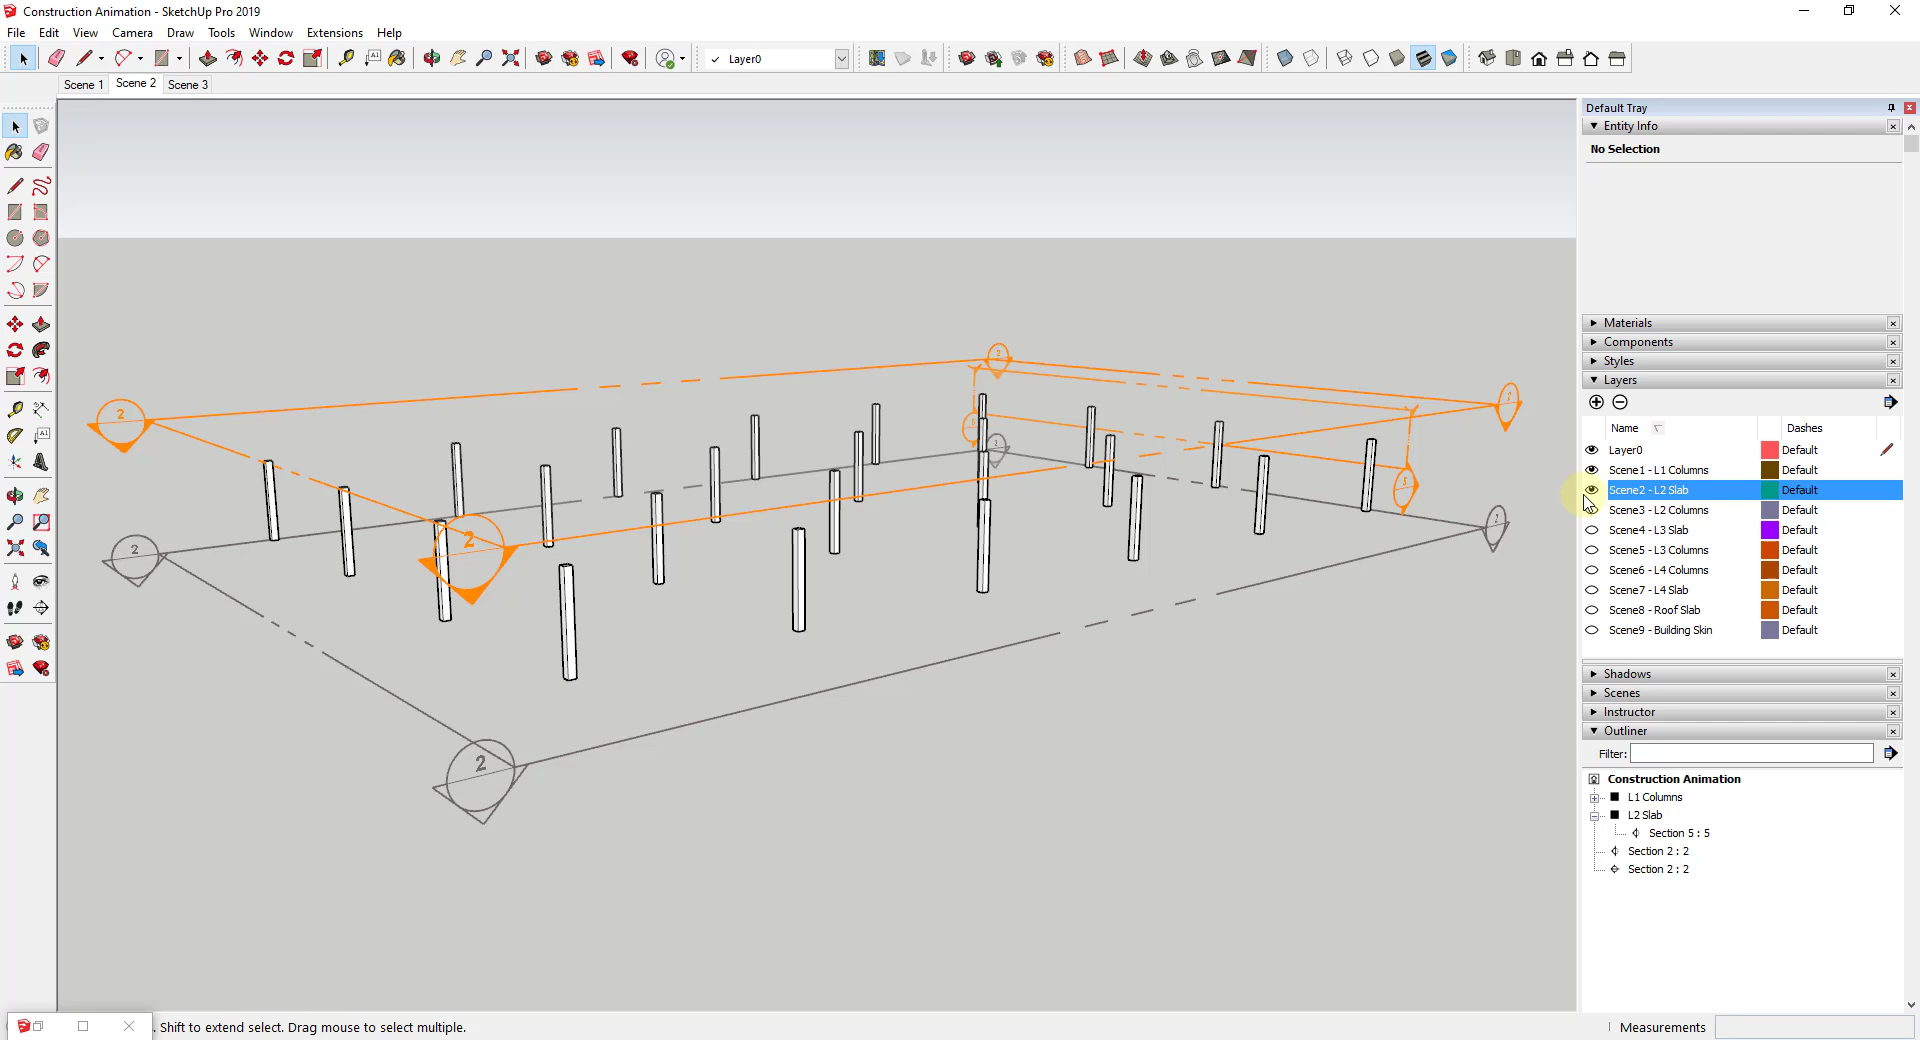 Construction Animation - SketchUp Pro 2019
File Edit View Camera Draw Tools Window Extensions Help
Layer0
Scene 1 Scene 2 Scene 3
Default Tray
Entity Info
No Selection
Materials
Components
Styles
Layers
Name Dashes
Layer0 Default
Scene1 - L1 Columns Default
Scene2 - L2 Slab Default
Scene3 - L2 Columns Default
Scene4 - L3 Slab Default
Scene5 - L3 Columns Default
Scene6 - L4 Columns Default
Scene7 - L4 Slab Default
Scene8 - Roof Slab Default
Scene9 - Building Skin Default
Shadows
Scenes
Instructor
Outliner
Filter:
Construction Animation
L1 Columns
L2 Slab
Section 5 : 5
Section 2 : 2
Section 2 : 2
2
2
2
2
2
2
2
2
5
. Shift to extend select. Drag mouse to select multiple.
Measurements